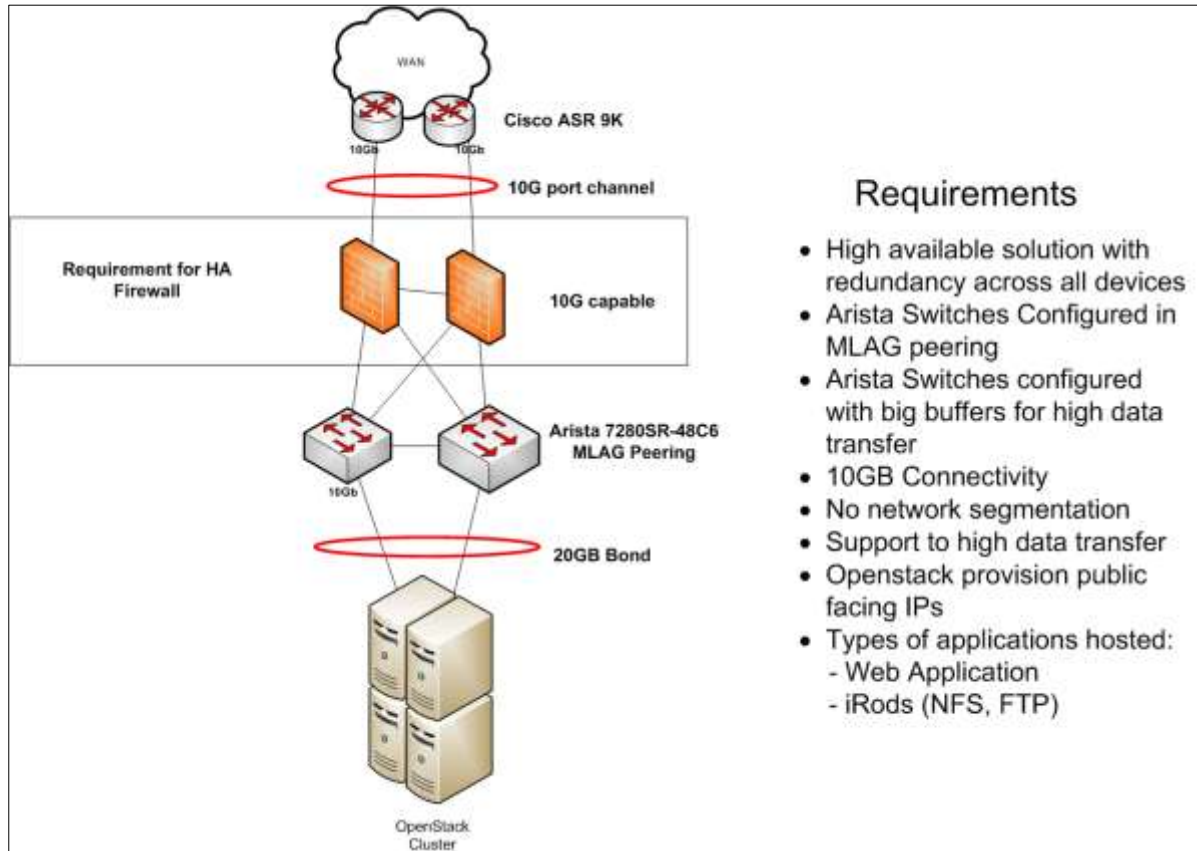 WAN
Cisco ASR 9K
10Gb
10Gb
10G port channel
Requirement for HA
Firewall
10G capable
Arista 7280SR-48C6
MLAG Peering
10Gb
20GB Bond
OpenStack
Cluster
Requirements
• High available solution with
redundancy across all devices
• Arista Switches Configured in
MLAG peering
• Arista Switches configured
with big buffers for high data
transfer
• 10GB Connectivity
• No network segmentation
• Support to high data transfer
• Openstack provision public
facing IPs
• Types of applications hosted:
- Web Application
- iRods (NFS, FTP)